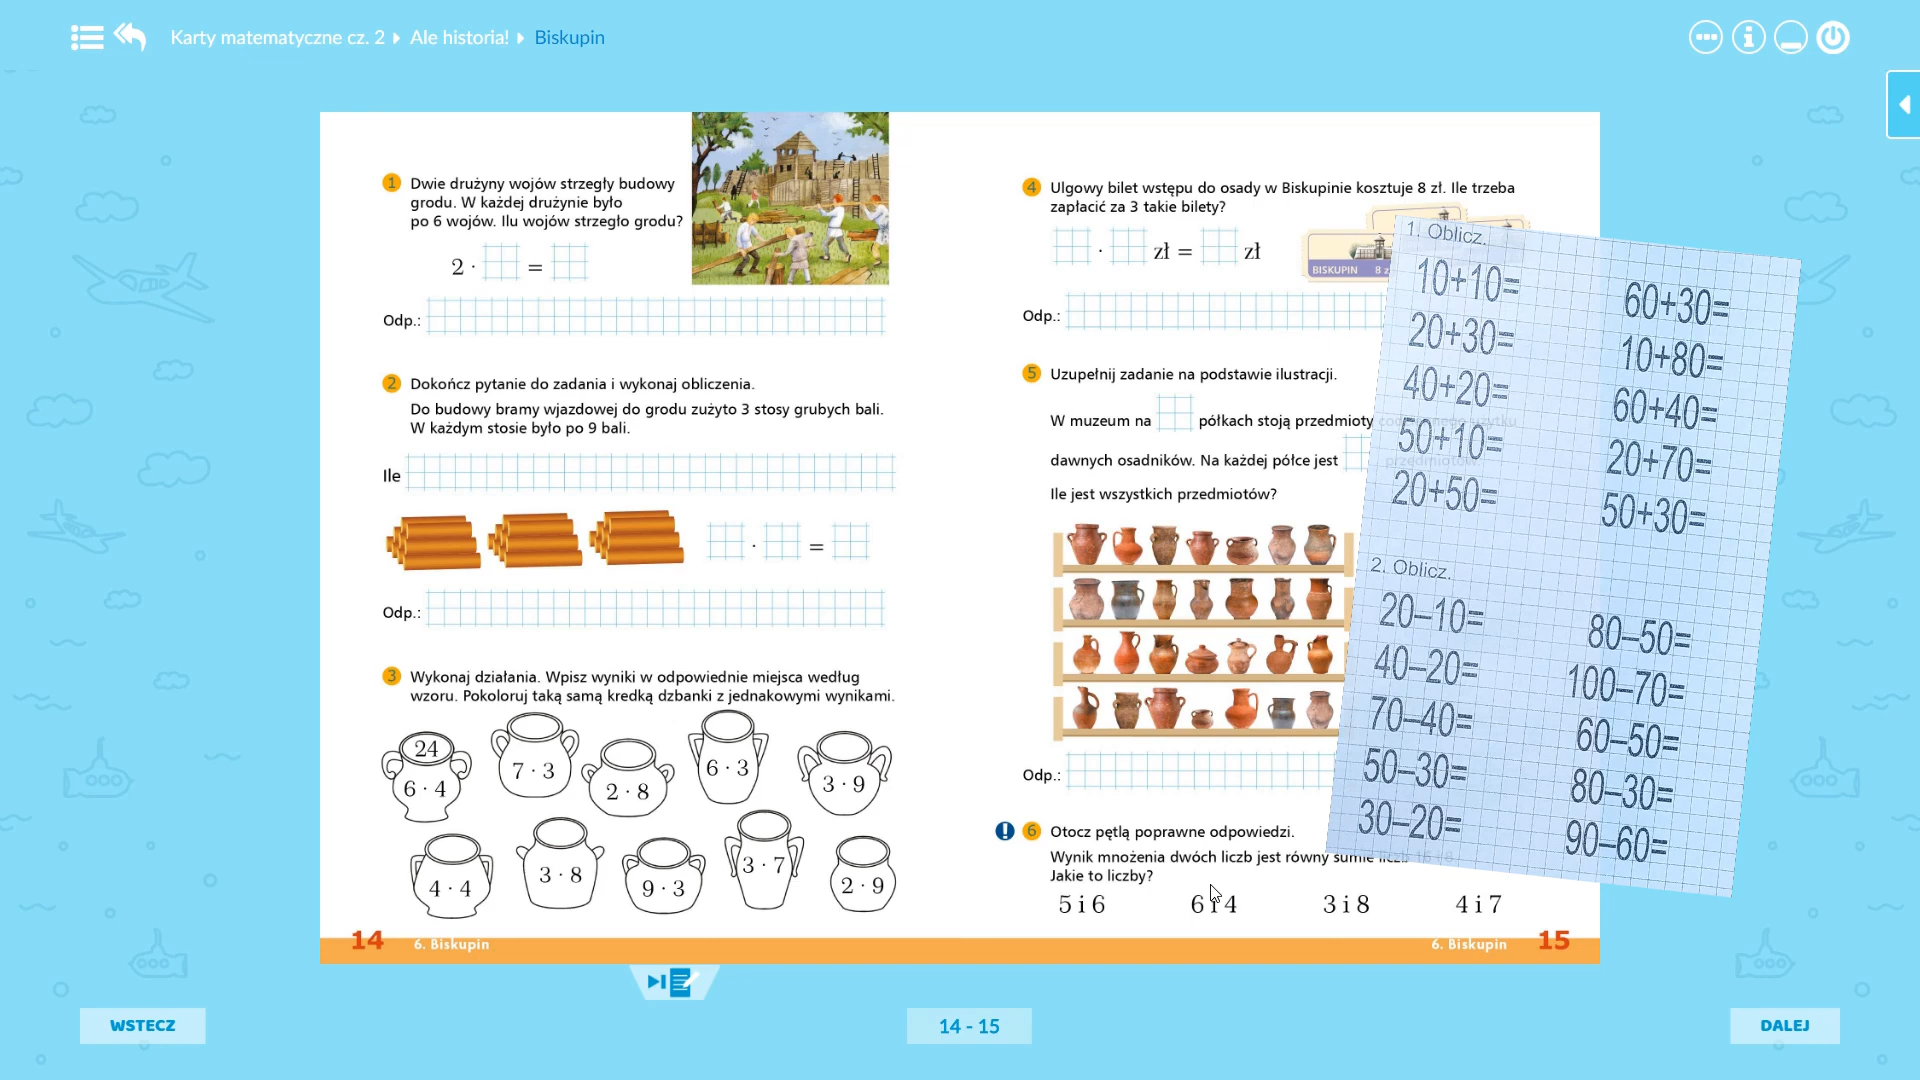 Karty matematyczne cz. 2 Ale historia! Biskupin
1 Dwie drużyny wojów strzegły budowy
grodu. W każdej drużynie było
po 6 wojów. Ilu wojów strzegło grodu?
2 · =
Odp.:
2 Dokończ pytanie do zadania i wykonaj obliczenia.
Do budowy bramy wjazdowej do grodu zużyto 3 stosy grubych bali.
W każdym stosie było po 9 bali.
Ile
· =
Odp.:
3 Wykonaj działania. Wpisz wyniki w odpowiednie miejsca według
wzoru. Pokoloruj taką samą kredką dzbanki z jednakowymi wynikami.
24
6 · 4
7 · 3
2 · 8
6 · 3
3 · 9
4 · 4
3 · 8
9 · 3
3 · 7
2 · 9
14 6. Biskupin
4 Ulgowy bilet wstępu do osady w Biskupinie kosztuje 8 zł. Ile trzeba
zapłacić za 3 takie bilety?
· zł = zł
BISKUPIN 8 z
Odp.:
5 Uzupełnij zadanie na podstawie ilustracji.
W muzeum na półkach stoją przedmioty codziennego użytku
dawnych osadników. Na każdej półce jest przedmiotów.
Ile jest wszystkich przedmiotów?
Odp.:
! 6 Otocz pętlą poprawne odpowiedzi.
Wynik mnożenia dwóch liczb jest równy sumie liczb 16 i 8.
Jakie to liczby?
5 i 6 6 i 4 3 i 8 4 i 7
6. Biskupin 15
1. Oblicz.
10+10= 60+30=
20+30= 10+80=
40+20= 60+40=
50+10= 20+70=
20+50= 50+30=
2. Oblicz.
20–10= 80–50=
40–20= 100–70=
70–40= 60–50=
50–30= 80–30=
30–20= 90–60=
WSTECZ
14 - 15
DALEJ